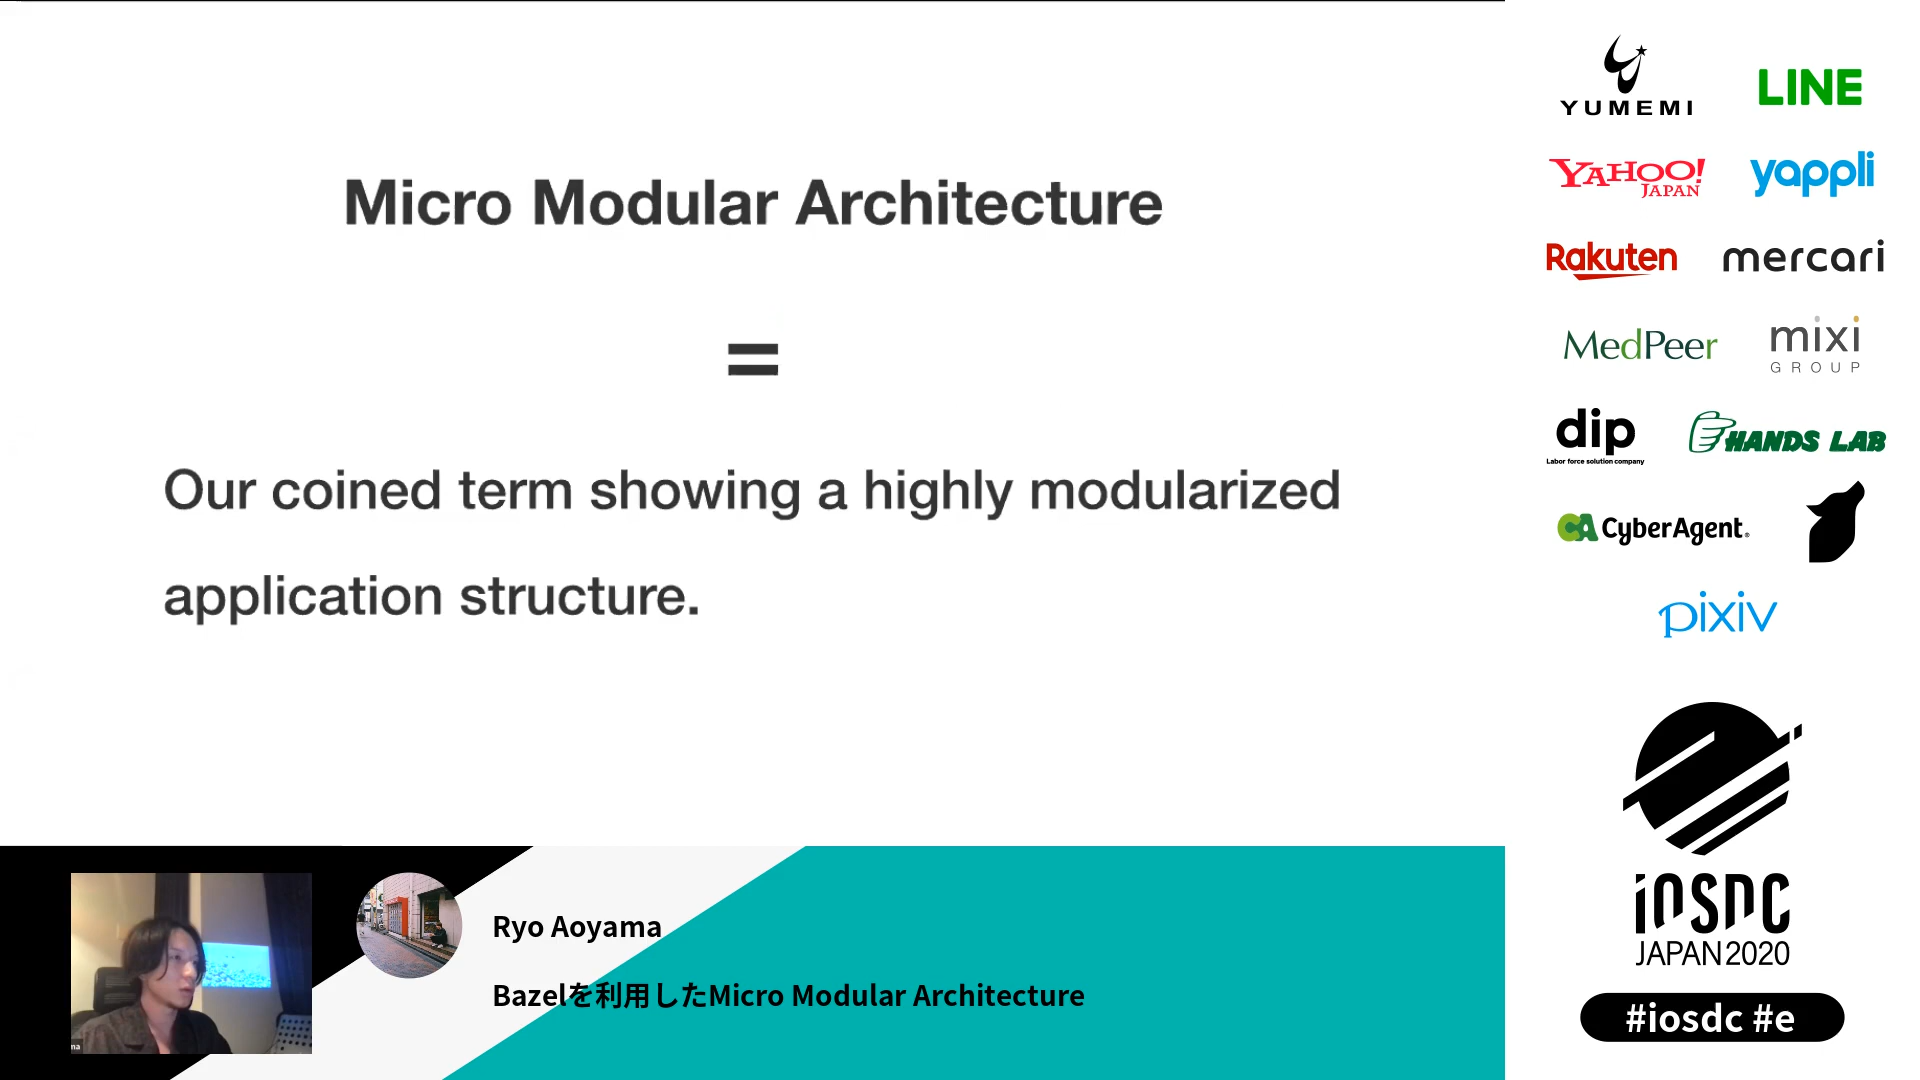 Micro Modular Architecture
=
Our coined term showing a highly modularized
application structure.
Ryo Aoyama
Bazelを利用したMicro Modular Architecture
YUMEMI
LINE
YAHOO!
JAPAN
yappli
Rakuten
mercari
MedPeer
mixi
GROUP
dip
Labor force solution company
HANDS LAB
CA CyberAgent
pixiv
iOSDC
JAPAN 2020
#iosdc #e